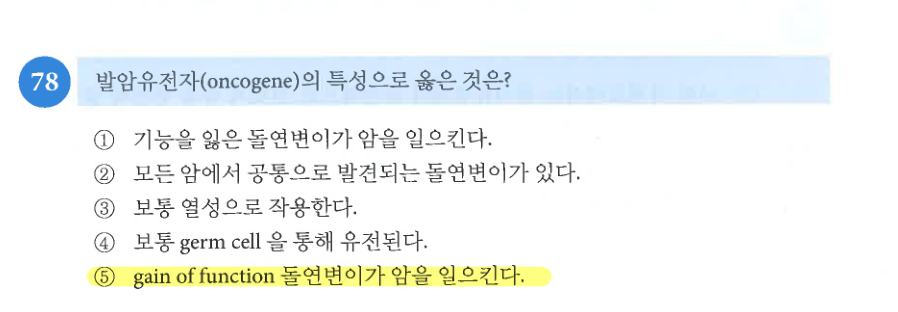 78 발암유전자(oncogene)의 특성으로 옳은 것은?
① 기능을 잃은 돌연변이가 암을 일으킨다.
② 모든 암에서 공통으로 발견되는 돌연변이가 있다.
③ 보통 열성으로 작용한다.
④ 보통 germ cell 을 통해 유전된다.
⑤ gain of function 돌연변이가 암을 일으킨다.